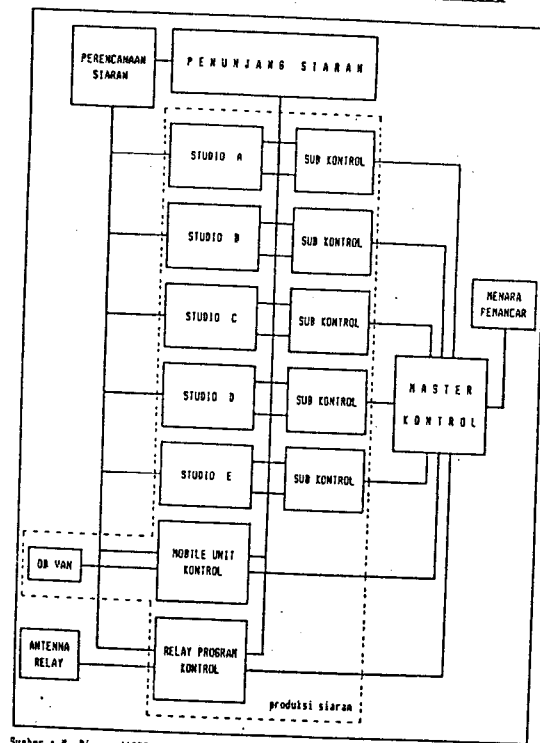 PERENCANAAN
SIARAN
PENUNJANG SIARAN
STUDIO A
SUB KONTROL
STUDIO B
SUB KONTROL
STUDIO C
SUB KONTROL
STUDIO D
SUB KONTROL
STUDIO E
SUB KONTROL
MENARA
PEMANCAR
MASTER
KONTROL
MOBILE UNIT
KONTROL
OB VAN
ANTENNA
RELAY
RELAY PROGRAM
KONTROL
produksi siaran